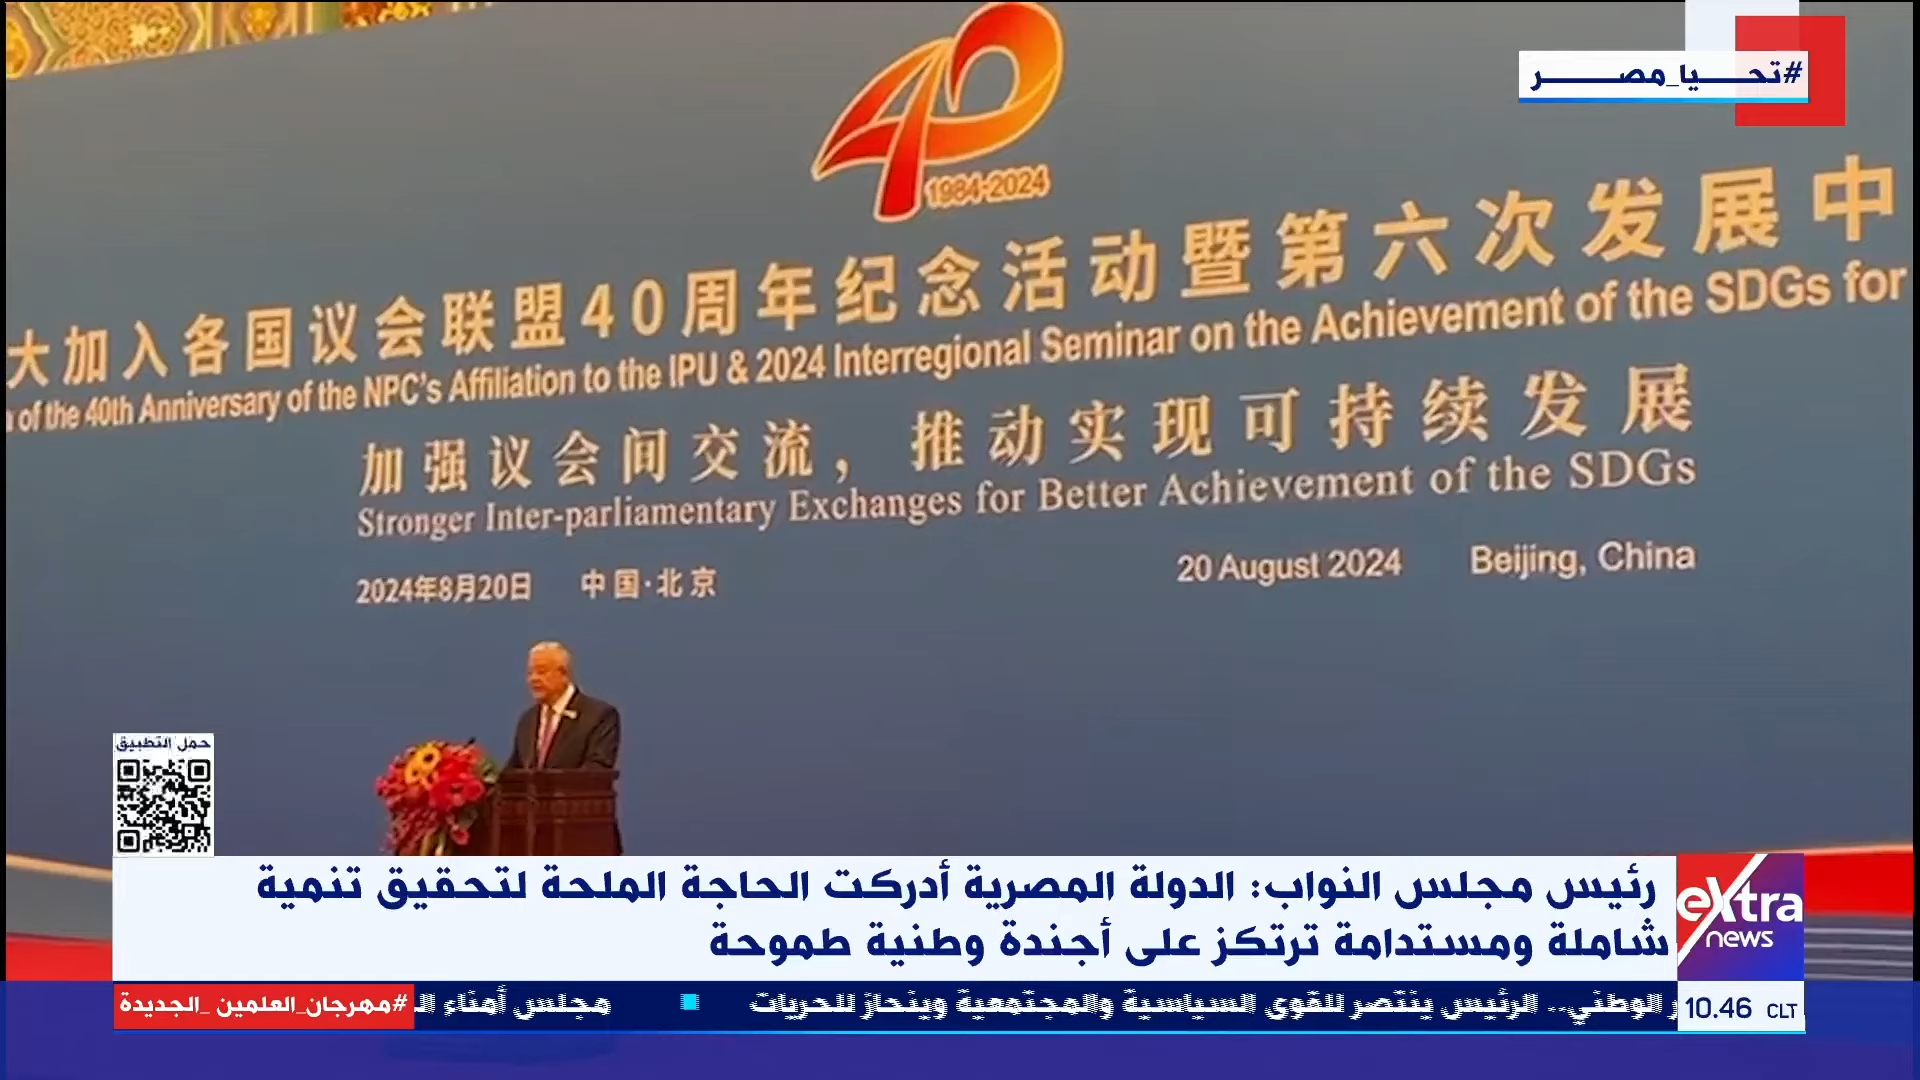 #تحـــيا_مصـــــر
1984-2024
大加入各国议会联盟40周年纪念活动暨第六次发展中
of the 40th Anniversary of the NPC's Affiliation to the IPU & 2024 Interregional Seminar on the Achievement of the SDGs for
加强议会间交流，推动实现可持续发展
Stronger Inter-parliamentary Exchanges for Better Achievement of the SDGs
2024年8月20日 中国·北京
20 August 2024 Beijing, China
حمل التطبيق
رئيس مجلس النواب: الدولة المصرية أدركت الحاجة الملحة لتحقيق تنمية
شاملة ومستدامة ترتكز على أجندة وطنية طموحة
extra
news
الوطني.. الرئيس ينتصر للقوى السياسية والمجتمعية وينحاز للحريات
مجلس أمناء
#مهرجان_العلمين_الجديدة
10.46 CLT